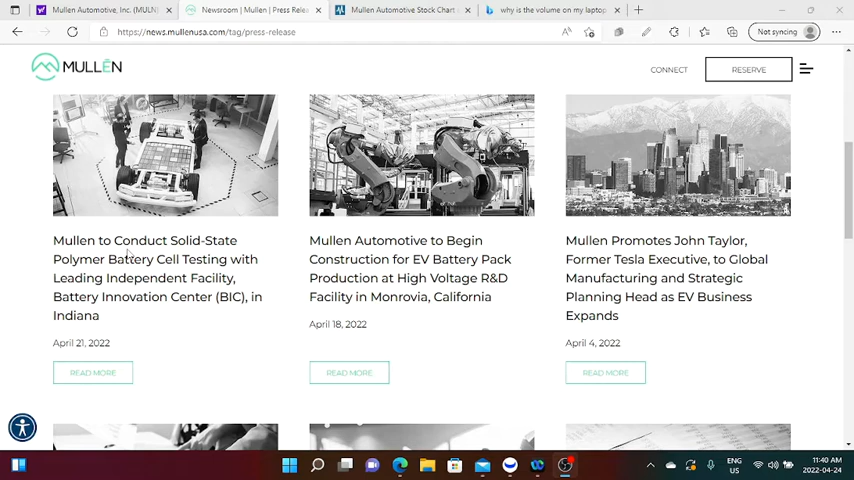 Mullen Automotive, Inc. (MULN)
Newsroom | Mullen | Press Relea
Mullen Automotive Stock Chart
why is the volume on my laptop
https://news.mullenusa.com/tag/press-release
Not syncing
MULLEN
CONNECT
RESERVE
Mullen to Conduct Solid-State
Polymer Battery Cell Testing with
Leading Independent Facility,
Battery Innovation Center (BIC), in
Indiana
April 21, 2022
READ MORE
Mullen Automotive to Begin
Construction for EV Battery Pack
Production at High Voltage R&D
Facility in Monrovia, California
April 18, 2022
READ MORE
Mullen Promotes John Taylor,
Former Tesla Executive, to Global
Manufacturing and Strategic
Planning Head as EV Business
Expands
April 4, 2022
READ MORE
ENG
US
11:40 AM
2022-04-24